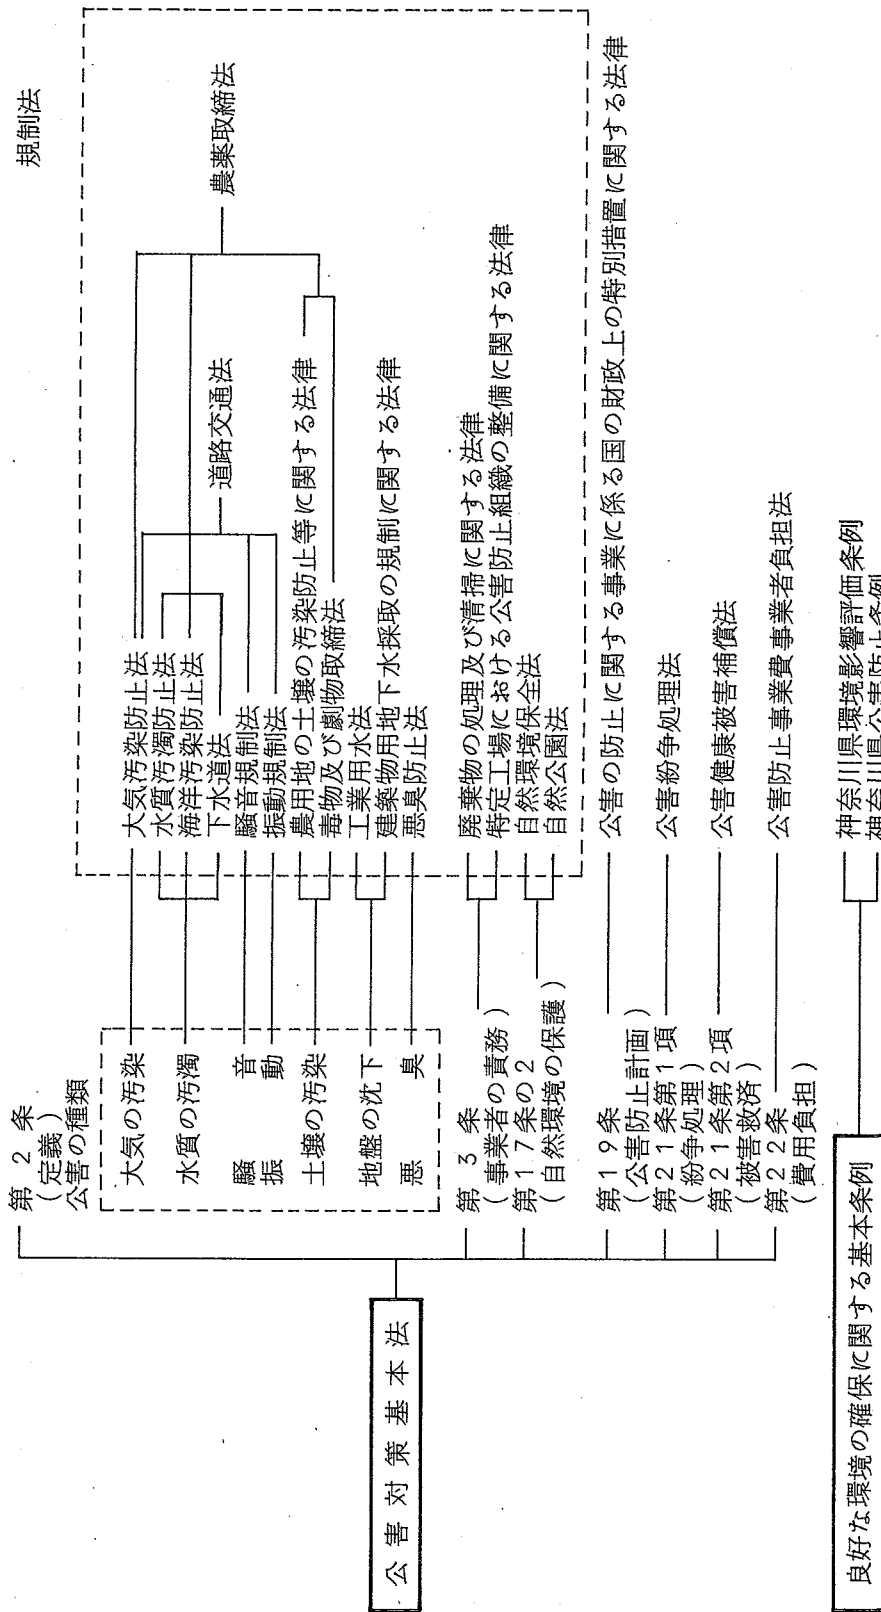 規制法
公害対策基本法
第2条
（定義）
公害の種類
大気の汚染
水質の汚濁
騒音
振動
土壌の汚染
地盤の沈下
悪臭
大気汚染防止法
水質汚濁防止法
海洋汚染防止法
下水道法
騒音規制法
振動規制法
農用地の土壌の汚染防止等に関する法律
毒物及び劇物取締法
工業用水法
建築物用地下水採取の規制に関する法律
悪臭防止法
道路交通法
農薬取締法
第3条
（事業者の責務）
廃棄物の処理及び清掃に関する法律
特定工場における公害防止組織の整備に関する法律
第17条の2
（自然環境の保護）
自然環境保全法
自然公園法
第19条
（公害防止計画）
公害の防止に関する事業に係る国の財政上の特別措置に関する法律
第21条第1項
（紛争処理）
公害紛争処理法
第21条第2項
（被害救済）
公害健康被害補償法
第22条
（費用負担）
公害防止事業費事業者負担法
良好な環境の確保に関する基本条例
神奈川県環境影響評価条例
神奈川県公害防止条例